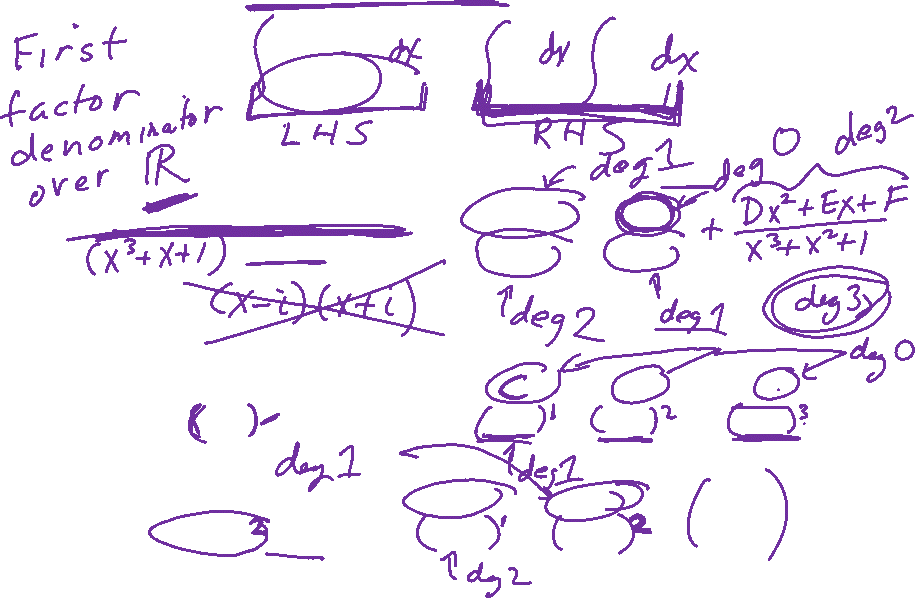 First
factor
denominator
over ℝ
dx
LHS
dx
dx
RHS
deg 1
deg 0
deg 2
Dx² + Ex + F
x³ + x² + 1
(x³ + x + 1)
(x - i)(x + i)
deg 2
deg 1
deg 3
deg 0
C
( )¹
( )²
( )³
( )
deg 1
deg 1
2
( )¹
( )²
( )
deg 2